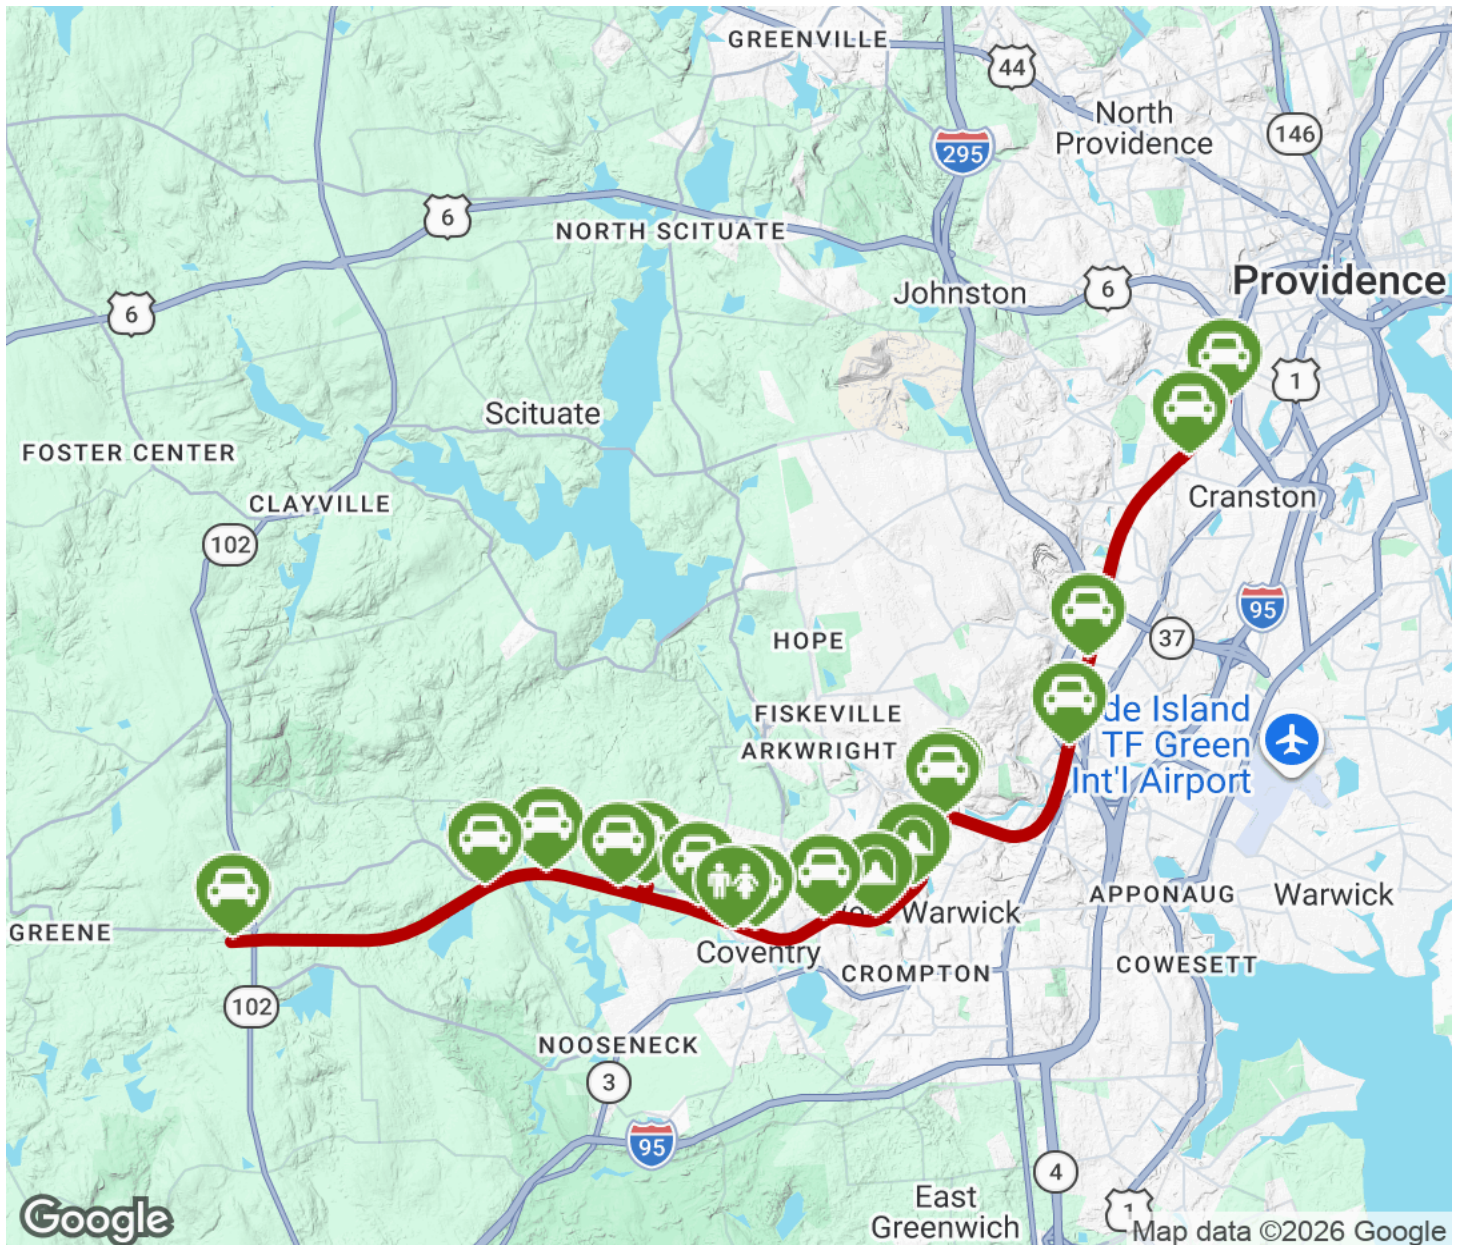 GREENVILLE
44
North
Providence
146
295
6
NORTH SCITUATE
Johnston
6
Providence
6
1
Scituate
FOSTER CENTER
CLAYVILLE
Cranston
102
95
37
HOPE
FISKEVILLE
ARKWRIGHT
de Island
TF Green
Int'l Airport
GREENE
Warwick
APPONAUG
Warwick
Coventry
CROMPTON
COWESETT
102
NOOSENECK
3
95
4
East
Greenwich
1
Google
Map data ©2026 Google